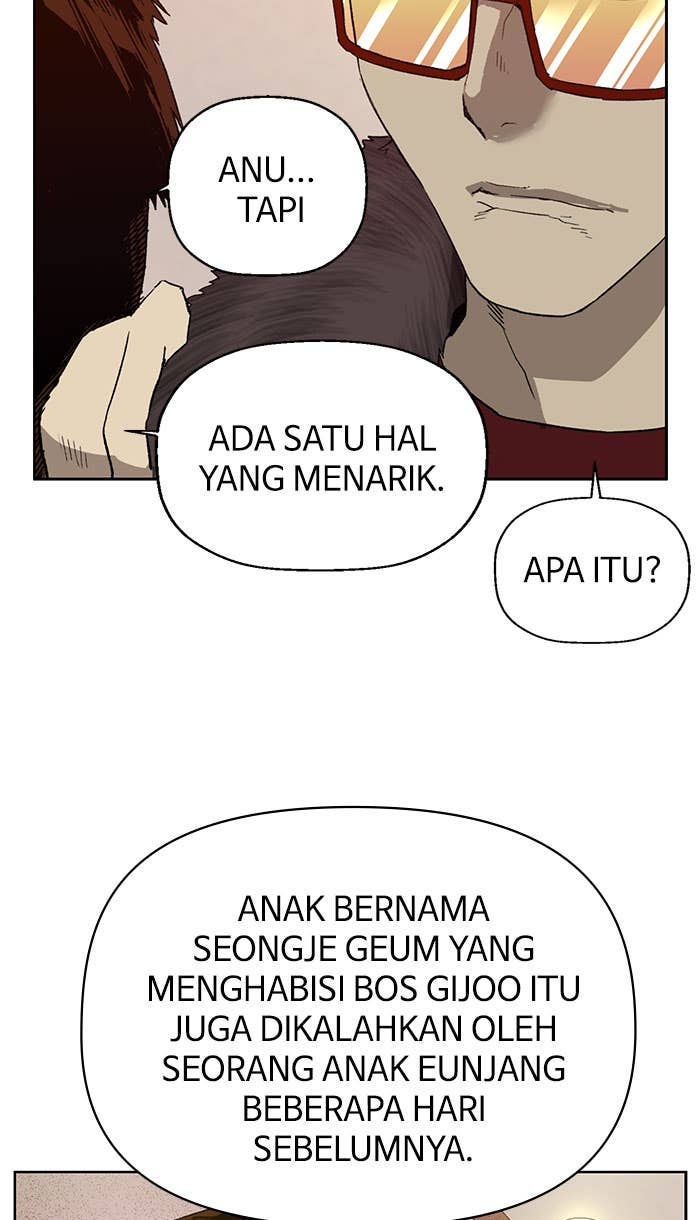 ANU...
TAPI
ADA SATU HAL
YANG MENARIK.
APA ITU?
ANAK BERNAMA
SEONGJE GEUM YANG
MENGHABISI BOS GIJOO ITU
JUGA DIKALAHKAN OLEH
SEORANG ANAK EUNJANG
BEBERAPA HARI
SEBELUMNYA.